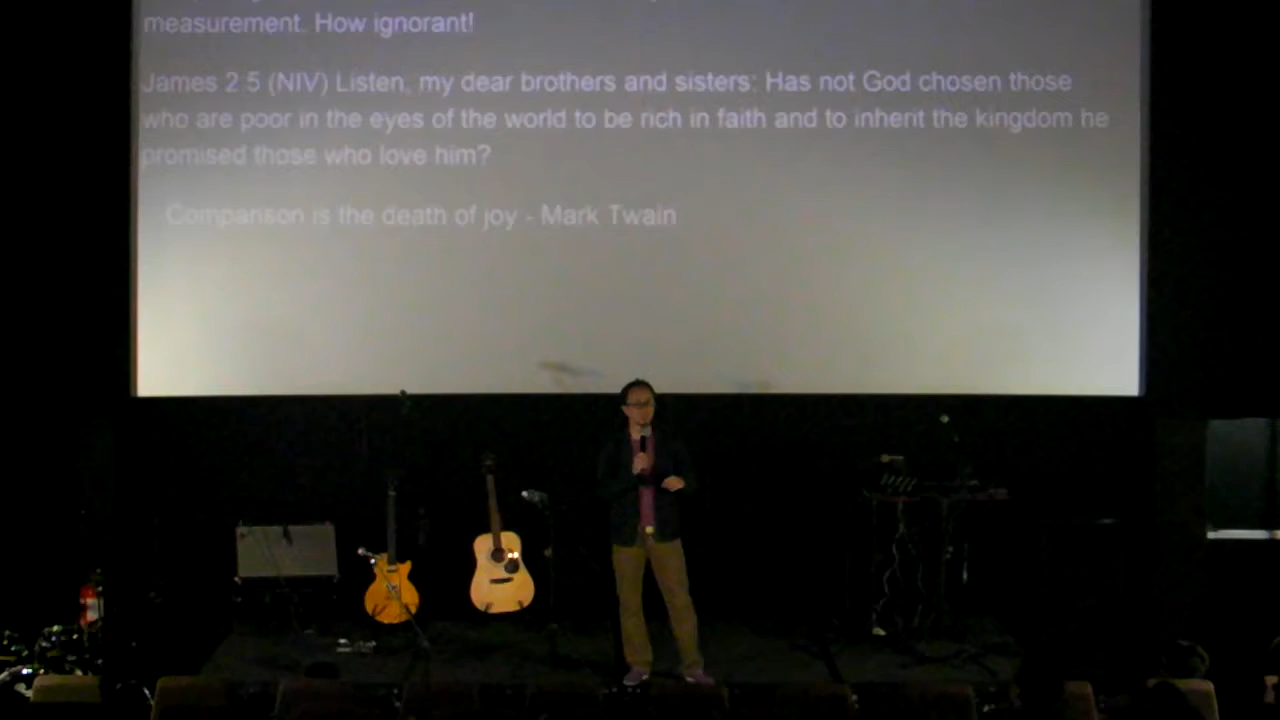 measurement. How ignorant!
James 2:5 (NIV) Listen, my dear brothers and sisters: Has not God chosen those
who are poor in the eyes of the world to be rich in faith and to inherit the kingdom he
promised those who love him?
Comparison is the death of joy - Mark Twain